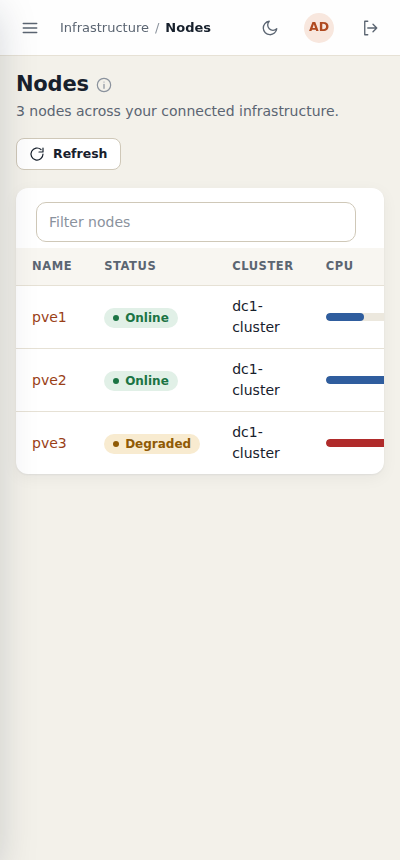 Infrastructure / Nodes
AD
Nodes
3 nodes across your connected infrastructure.
Refresh
Filter nodes
NAME STATUS CLUSTER CPU
pve1 Online dc1-
cluster
pve2 Online dc1-
cluster
pve3 Degraded dc1-
cluster